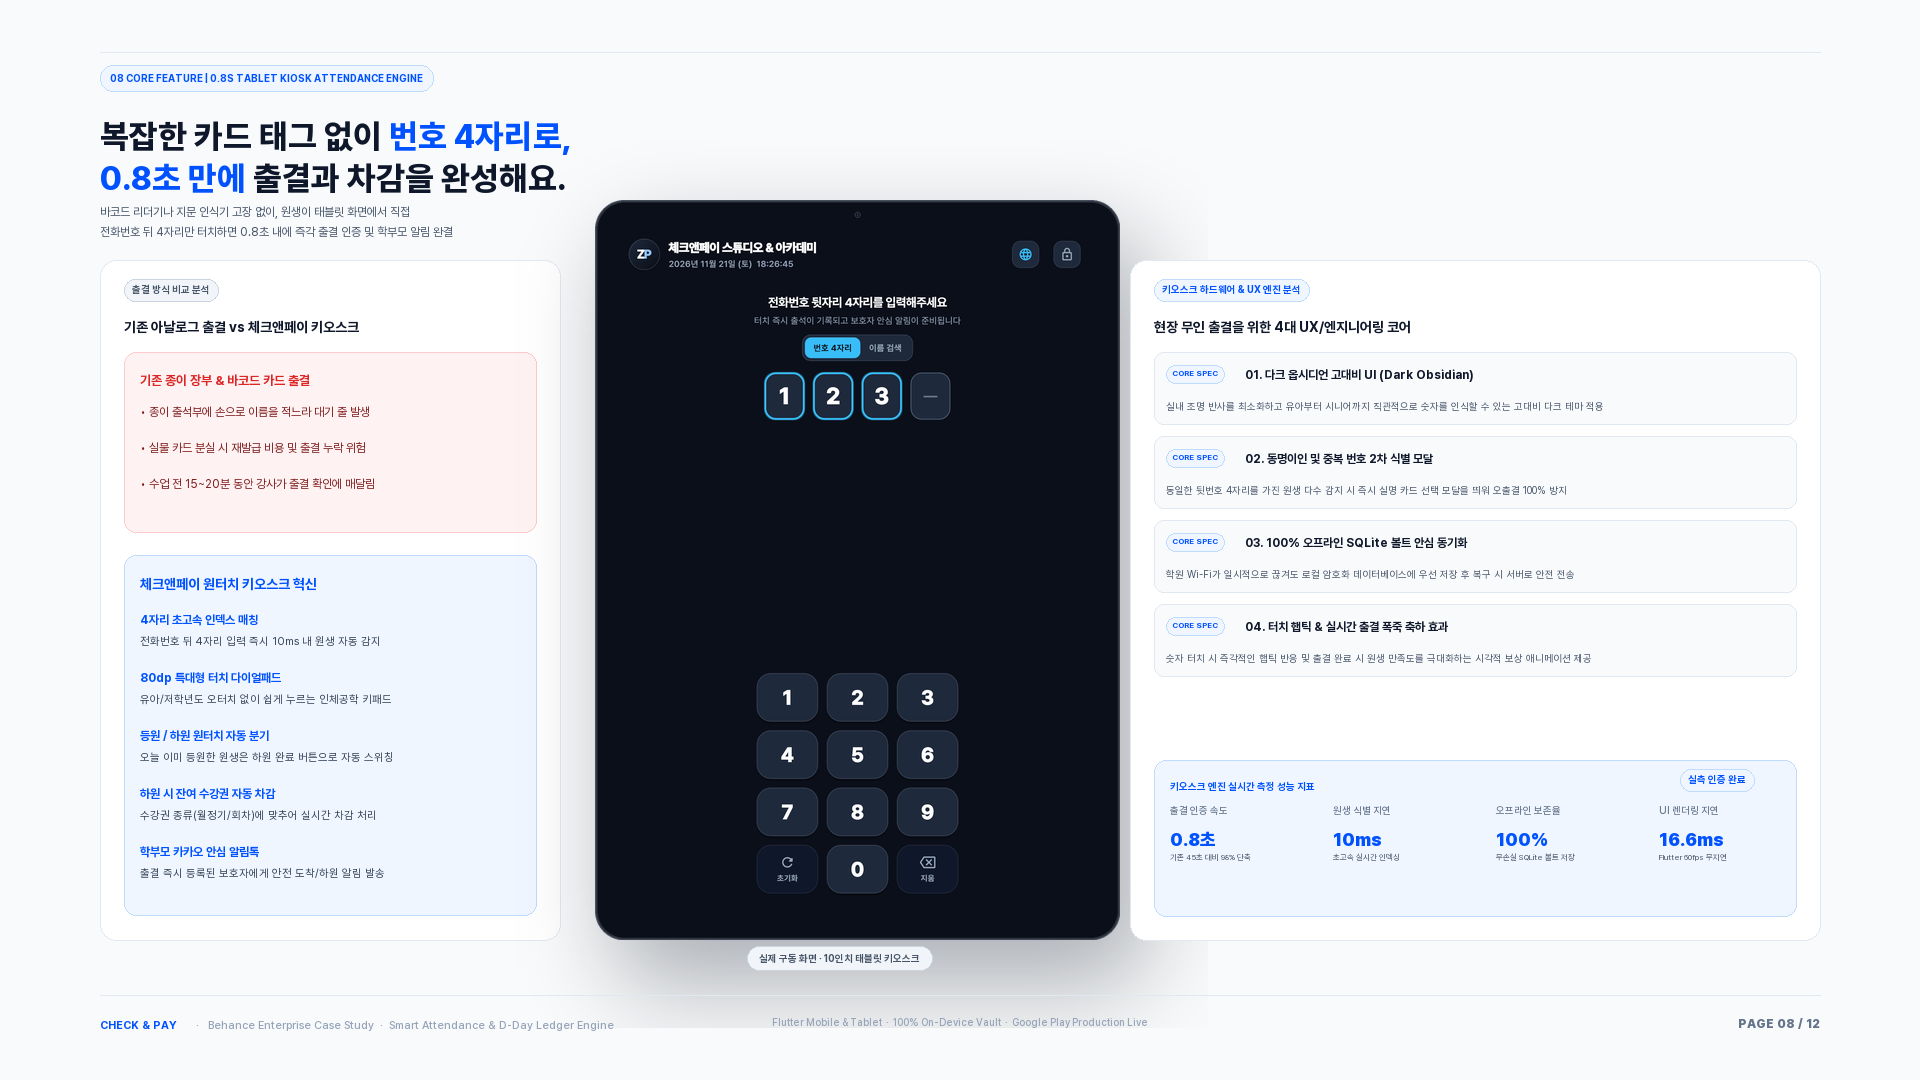 08 CORE FEATURE | 0.8S TABLET KIOSK ATTENDANCE ENGINE
복잡한 카드 태그 없이 번호 4자리로,
0.8초 만에 출결과 차감을 완성해요.
바코드 리더기나 지문 인식기 고장 없이, 원생이 태블릿 화면에서 직접
전화번호 뒤 4자리만 터치하면 0.8초 내에 즉각 출결 인증 및 학부모 알림 완결
출결 방식 비교 분석
기존 아날로그 출결 vs 체크앤페이 키오스크
기존 종이 장부 & 바코드 카드 출결
• 종이 출석부에 손으로 이름을 적느라 대기 줄 발생
• 실물 카드 분실 시 재발급 비용 및 출결 누락 위험
• 수업 전 15~20분 동안 강사가 출결 확인에 매달림
체크앤페이 원터치 키오스크 혁신
4자리 초고속 인덱스 매칭
전화번호 뒤 4자리 입력 즉시 10ms 내 원생 자동 감지
80dp 특대형 터치 다이얼패드
유아/저학년도 오터치 없이 쉽게 누르는 인체공학 키패드
등원 / 하원 원터치 자동 분기
오늘 이미 등원한 원생은 하원 완료 버튼으로 자동 스위칭
하원 시 잔여 수강권 자동 차감
수강권 종류(월정기/회차)에 맞추어 실시간 차감 처리
학부모 카카오 안심 알림톡
출결 즉시 등록된 보호자에게 안전 도착/하원 알림 발송
ZP
체크앤페이 스튜디오 & 아카데미
2026년 11월 21일 (토) 18:26:45
전화번호 뒷자리 4자리를 입력해주세요
터치 즉시 출석이 기록되고 보호자 안심 알림이 준비됩니다
번호 4자리 이름 검색
1 2 3 —
1 2 3
4 5 6
7 8 9
초기화 0 지움
실제 구동 화면 · 10인치 태블릿 키오스크
키오스크 하드웨어 & UX 엔진 분석
현장 무인 출결을 위한 4대 UX/엔지니어링 코어
CORE SPEC 01. 다크 옵시디언 고대비 UI (Dark Obsidian)
실내 조명 반사를 최소화하고 유아부터 시니어까지 직관적으로 숫자를 인식할 수 있는 고대비 다크 테마 적용
CORE SPEC 02. 동명이인 및 중복 번호 2차 식별 모달
동일한 뒷번호 4자리를 가진 원생 다수 감지 시 즉시 실명 카드 선택 모달을 띄워 오출결 100% 방지
CORE SPEC 03. 100% 오프라인 SQLite 볼트 안심 동기화
학원 Wi-Fi가 일시적으로 끊겨도 로컬 암호화 데이터베이스에 우선 저장 후 복구 시 서버로 안전 전송
CORE SPEC 04. 터치 햅틱 & 실시간 출결 폭죽 축하 효과
숫자 터치 시 즉각적인 햅틱 반응 및 출결 완료 시 원생 만족도를 극대화하는 시각적 보상 애니메이션 제공
키오스크 엔진 실시간 측정 성능 지표
실측 인증 완료
출결 인증 속도 원생 식별 지연 오프라인 보존율 UI 렌더링 지연
0.8초 10ms 100% 16.6ms
기존 45초 대비 98% 단축 초고속 실시간 인덱싱 무손실 SQLite 볼트 저장 Flutter 60fps 무지연
CHECK & PAY · Behance Enterprise Case Study · Smart Attendance & D-Day Ledger Engine
Flutter Mobile & Tablet · 100% On-Device Vault · Google Play Production Live
PAGE 08 / 12